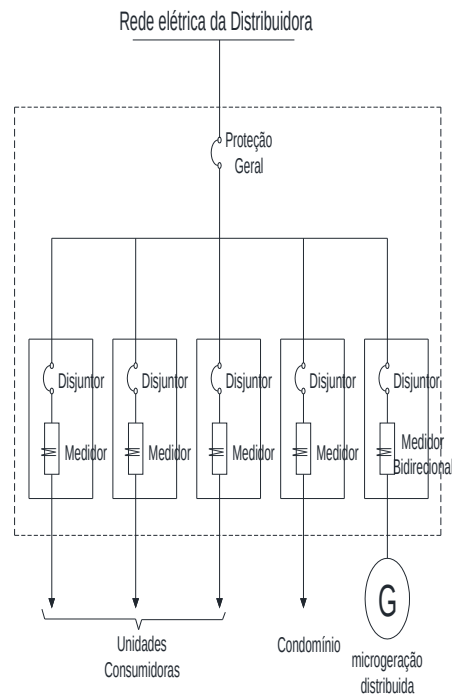 Rede elétrica da Distribuidora
Proteção
Geral
Disjuntor
Disjuntor
Disjuntor
Disjuntor
Disjuntor
M
Medidor
M
Medidor
M
Medidor
M
Medidor
M
Medidor
Bidirecional
G
Unidades
Consumidoras
Condomínio
microgeração
distribuida